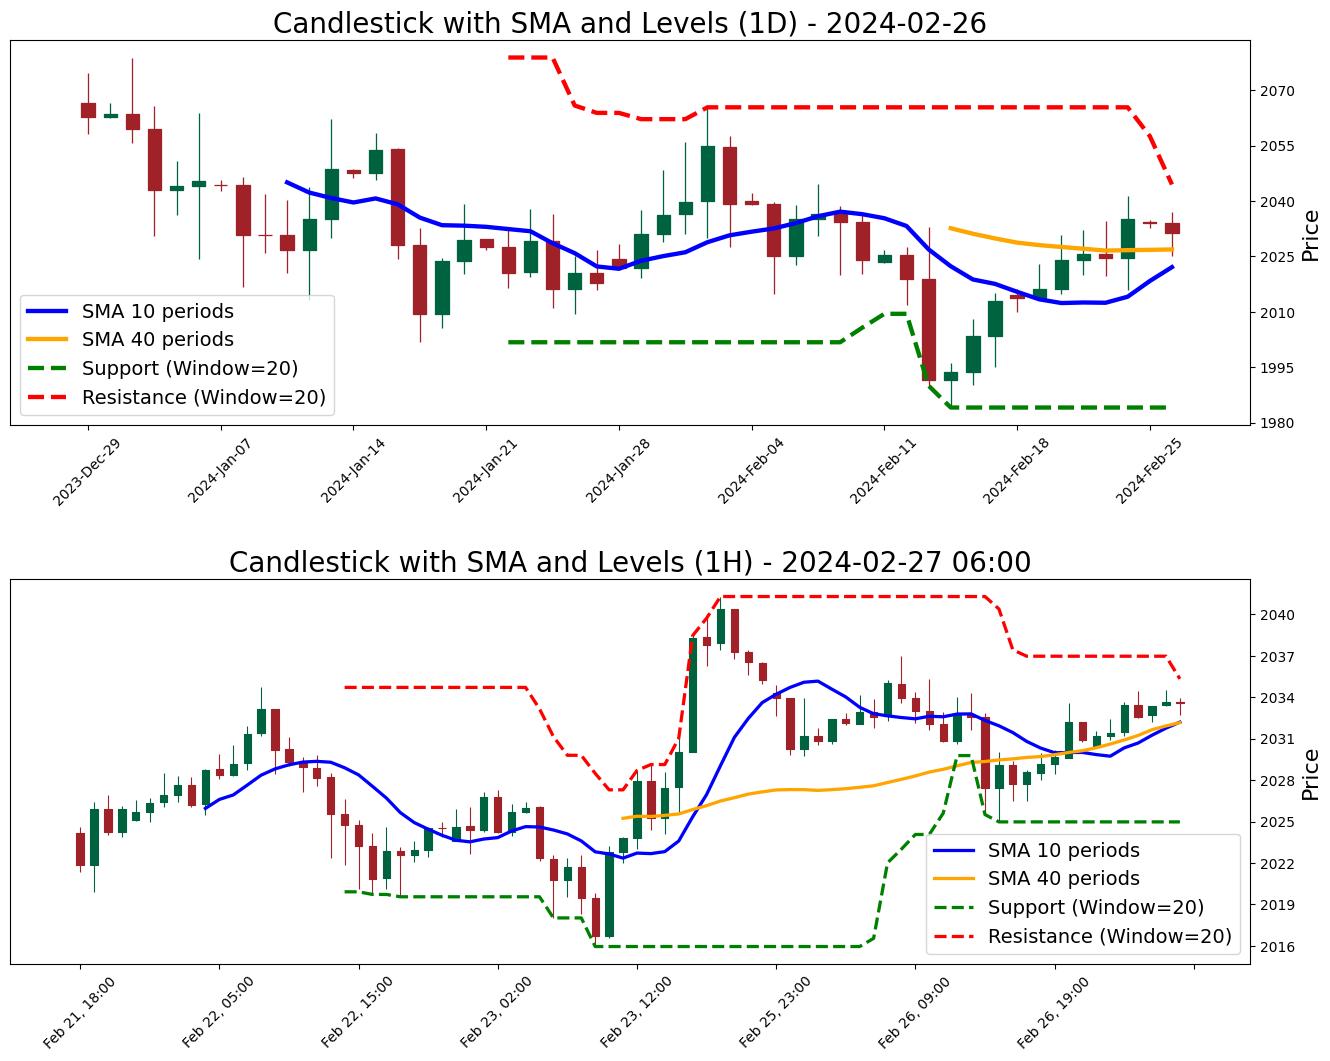 Candlestick with SMA and Levels (1D) - 2024-02-26
2070
2055
2040
2025
2010
1995
1980
Price
SMA 10 periods
SMA 40 periods
Support (Window=20)
Resistance (Window=20)
2023-Dec-29
2024-Jan-07
2024-Jan-14
2024-Jan-21
2024-Jan-28
2024-Feb-04
2024-Feb-11
2024-Feb-18
2024-Feb-25
Candlestick with SMA and Levels (1H) - 2024-02-27 06:00
2040
2037
2034
2031
2028
2025
2022
2019
2016
Price
SMA 10 periods
SMA 40 periods
Support (Window=20)
Resistance (Window=20)
Feb 21, 18:00
Feb 22, 05:00
Feb 22, 15:00
Feb 23, 02:00
Feb 23, 12:00
Feb 25, 23:00
Feb 26, 09:00
Feb 26, 19:00